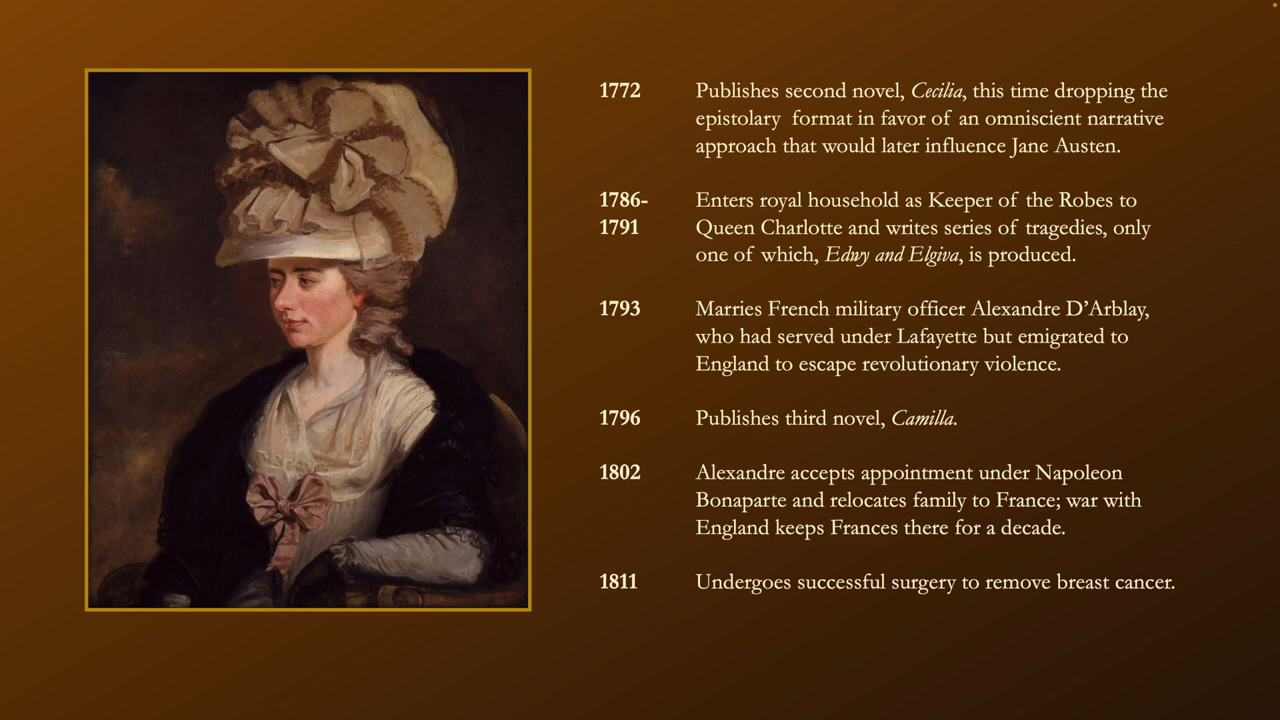 1772 Publishes second novel, Cecilia, this time dropping the
epistolary format in favor of an omniscient narrative
approach that would later influence Jane Austen.
1786- Enters royal household as Keeper of the Robes to
1791 Queen Charlotte and writes series of tragedies, only
one of which, Edwy and Elgiva, is produced.
1793 Marries French military officer Alexandre D’Arblay,
who had served under Lafayette but emigrated to
England to escape revolutionary violence.
1796 Publishes third novel, Camilla.
1802 Alexandre accepts appointment under Napoleon
Bonaparte and relocates family to France; war with
England keeps Frances there for a decade.
1811 Undergoes successful surgery to remove breast cancer.